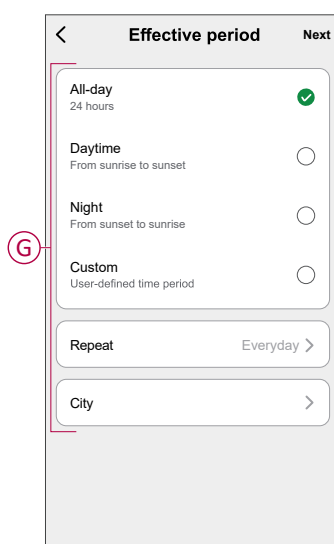 Effective period Next
All-day
24 hours
Daytime
From sunrise to sunset
Night
From sunset to sunrise
G
Custom
User-defined time period
Repeat Everyday
City